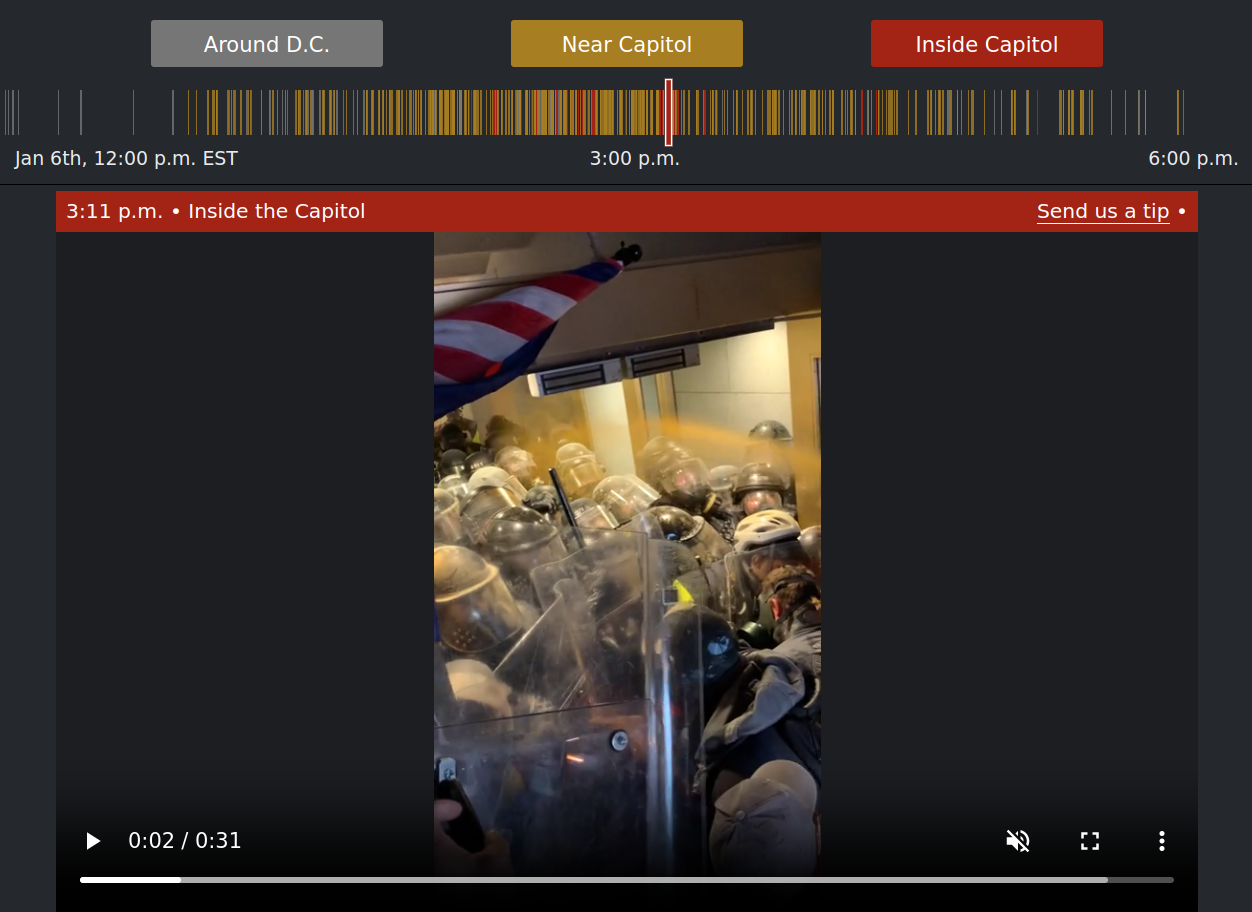 Around D.C.
Near Capitol
Inside Capitol
Jan 6th, 12:00 p.m. EST
3:00 p.m.
6:00 p.m.
3:11 p.m. • Inside the Capitol
Send us a tip •
0:02 / 0:31